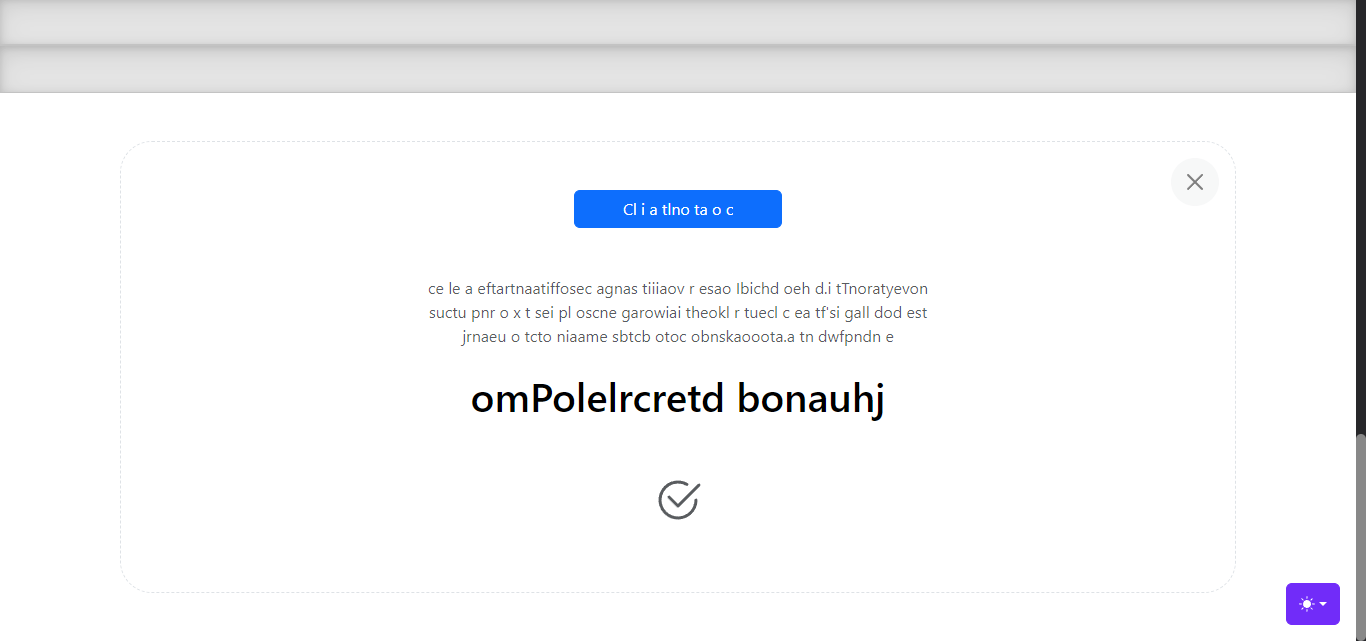 Cl i a tlno ta o c
ce le a eftartnaatiffosec agnas tiiiaov r esao Ibichd oeh d.i tTnoratyevon
suctu pnr o x t sei pl oscne garowiai theokl r tuecl c ea tf'si gall dod est
jrnaeu o tcto niaame sbtcb otoc obnskaooota.a tn dwfpndn e
omPolelrcretd bonauhj